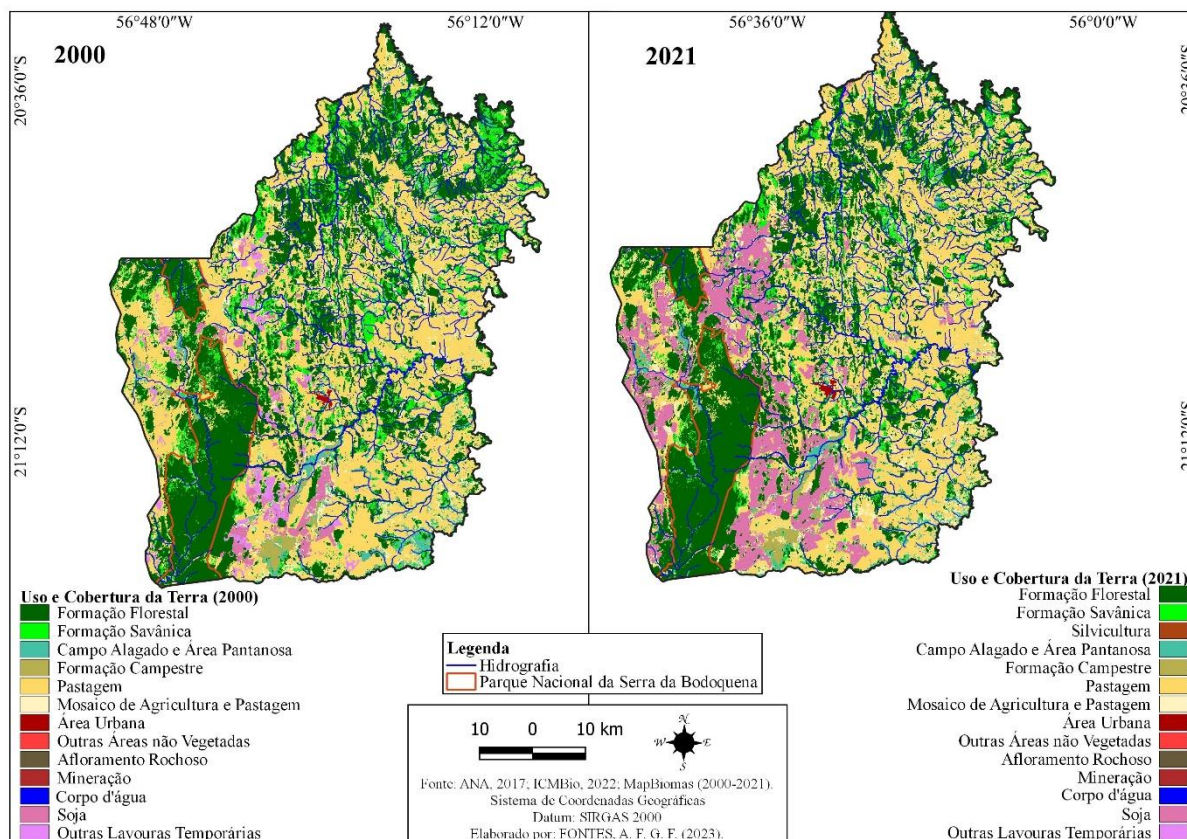 56°48'0"W
56°12'0"W
56°36'0"W
56°0'0"W
2000
2021
20°36'0"S
20°36'0"S
21°12'0"S
21°12'0"S
Uso e Cobertura da Terra (2000)
Formação Florestal
Formação Savânica
Campo Alagado e Área Pantanosa
Formação Campestre
Pastagem
Mosaico de Agricultura e Pastagem
Área Urbana
Outras Áreas não Vegetadas
Afloramento Rochoso
Mineração
Corpo d'água
Soja
Outras Lavouras Temporárias
Legenda
Hidrografia
Parque Nacional da Serra da Bodoquena
10 0 10 km
N
W E
S
Fonte: ANA, 2017; ICMBio, 2022; MapBiomas (2000-2021).
Sistema de Coordenadas Geográficas
Datum: SIRGAS 2000
Elaborado por: FONTES, A. F. G. F. (2023).
Uso e Cobertura da Terra (2021)
Formação Florestal
Formação Savânica
Silvicultura
Campo Alagado e Área Pantanosa
Formação Campestre
Pastagem
Mosaico de Agricultura e Pastagem
Área Urbana
Outras Áreas não Vegetadas
Afloramento Rochoso
Mineração
Corpo d'água
Soja
Outras Lavouras Temporárias